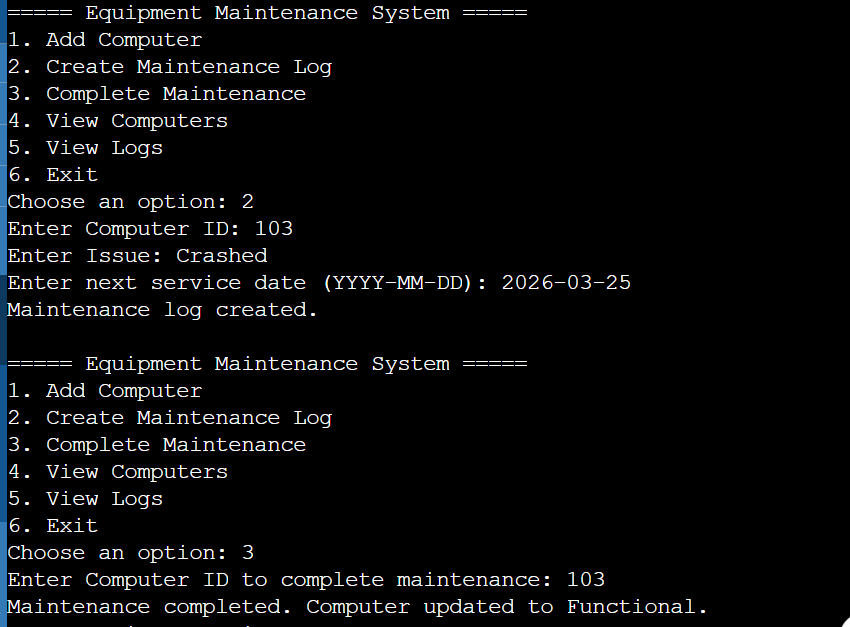 ===== Equipment Maintenance System =====
1. Add Computer
2. Create Maintenance Log
3. Complete Maintenance
4. View Computers
5. View Logs
6. Exit
Choose an option: 2
Enter Computer ID: 103
Enter Issue: Crashed
Enter next service date (YYYY-MM-DD): 2026-03-25
Maintenance log created.
===== Equipment Maintenance System =====
1. Add Computer
2. Create Maintenance Log
3. Complete Maintenance
4. View Computers
5. View Logs
6. Exit
Choose an option: 3
Enter Computer ID to complete maintenance: 103
Maintenance completed. Computer updated to Functional.